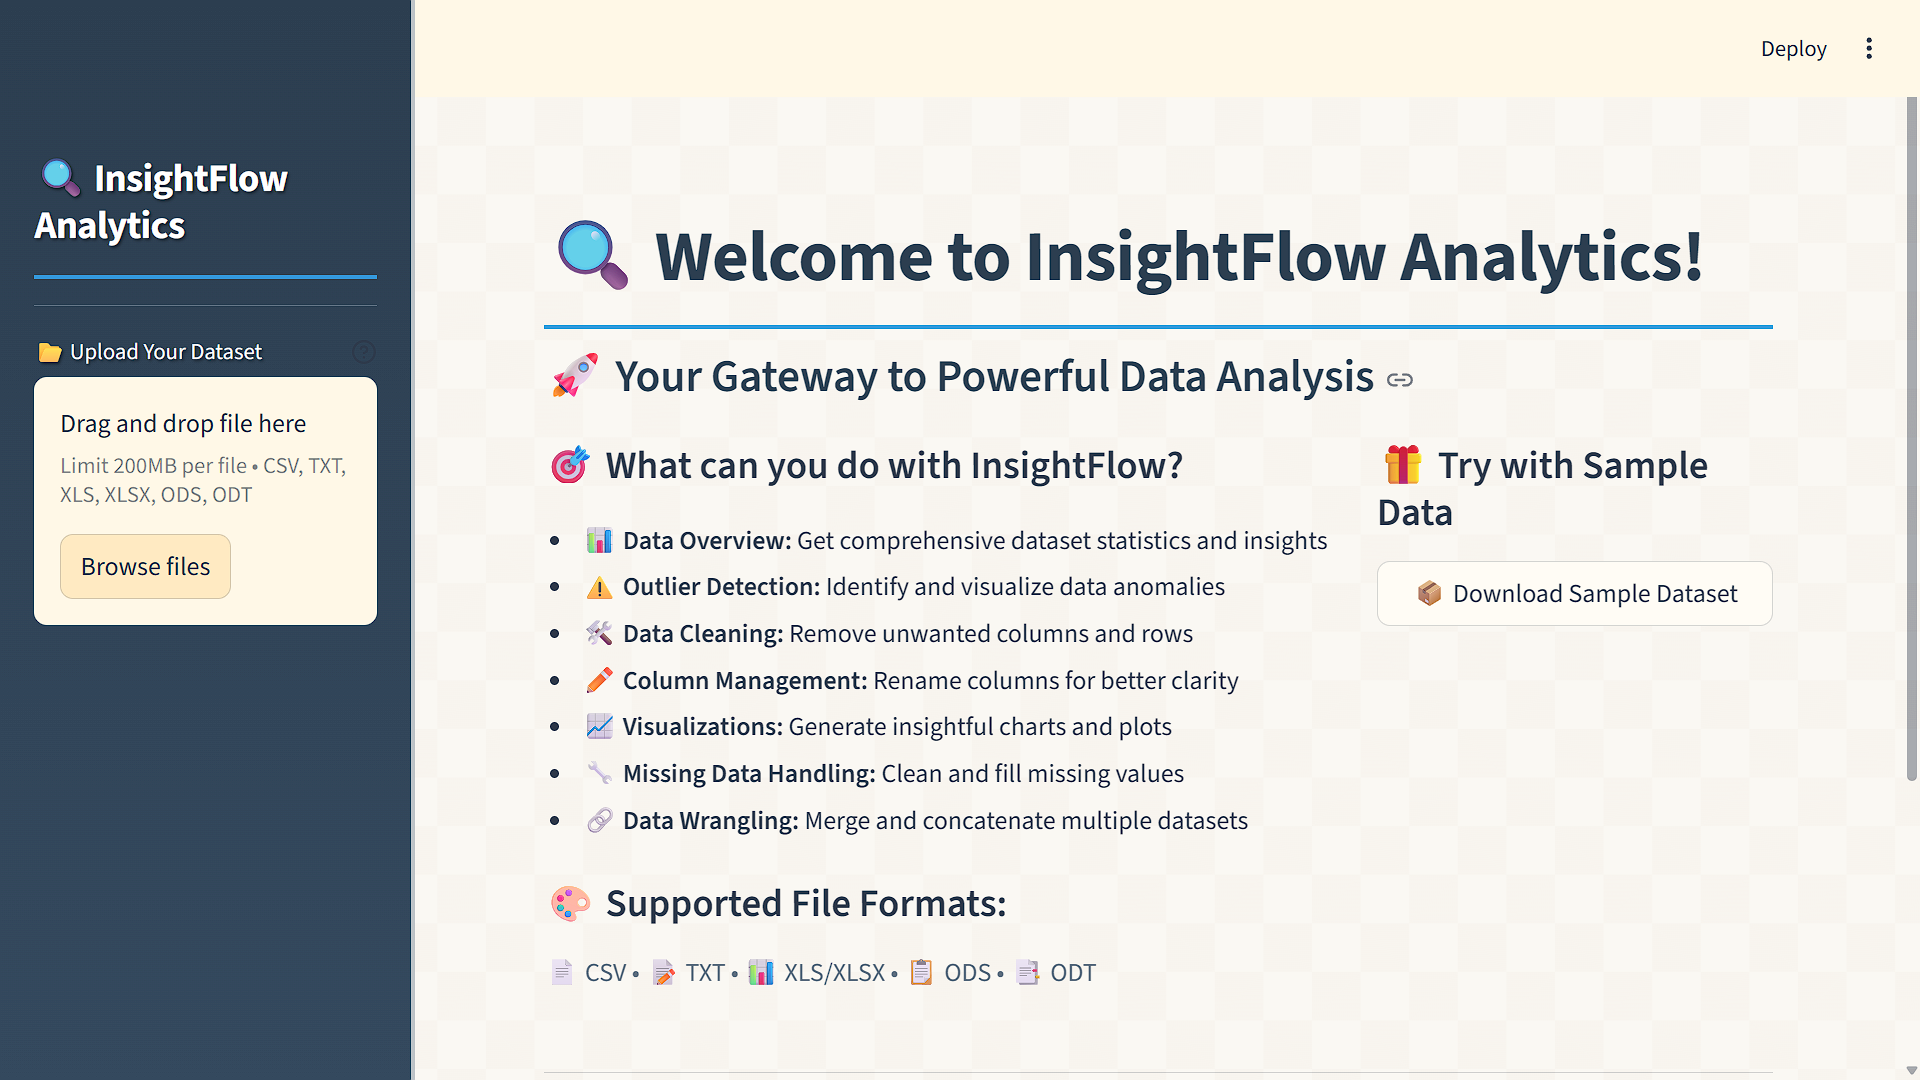 Deploy
InsightFlow
Analytics
Upload Your Dataset
Drag and drop file here
Limit 200MB per file • CSV, TXT,
XLS, XLSX, ODS, ODT
Browse files
Welcome to InsightFlow Analytics!
Your Gateway to Powerful Data Analysis
What can you do with InsightFlow?
• Data Overview: Get comprehensive dataset statistics and insights
• Outlier Detection: Identify and visualize data anomalies
• Data Cleaning: Remove unwanted columns and rows
• Column Management: Rename columns for better clarity
• Visualizations: Generate insightful charts and plots
• Missing Data Handling: Clean and fill missing values
• Data Wrangling: Merge and concatenate multiple datasets
Try with Sample
Data
Download Sample Dataset
Supported File Formats:
CSV • TXT • XLS/XLSX • ODS • ODT